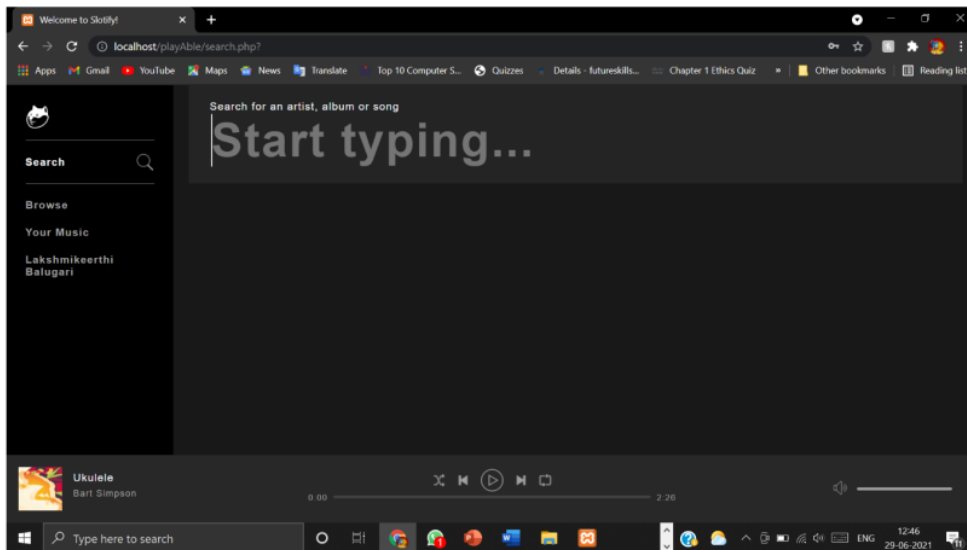 Welcome to Slotify!
localhost/playAble/search.php?
Apps Gmail YouTube Maps News Translate Top 10 Computer S... Quizzes Details - futureskills... Chapter 1 Ethics Quiz » Other bookmarks Reading list
Search for an artist, album or song
Start typing...
Search
Browse
Your Music
Lakshmikeerthi
Balugari
Ukulele
Bart Simpson
0:00
2:26
Type here to search
ENG
12:46
29-06-2021